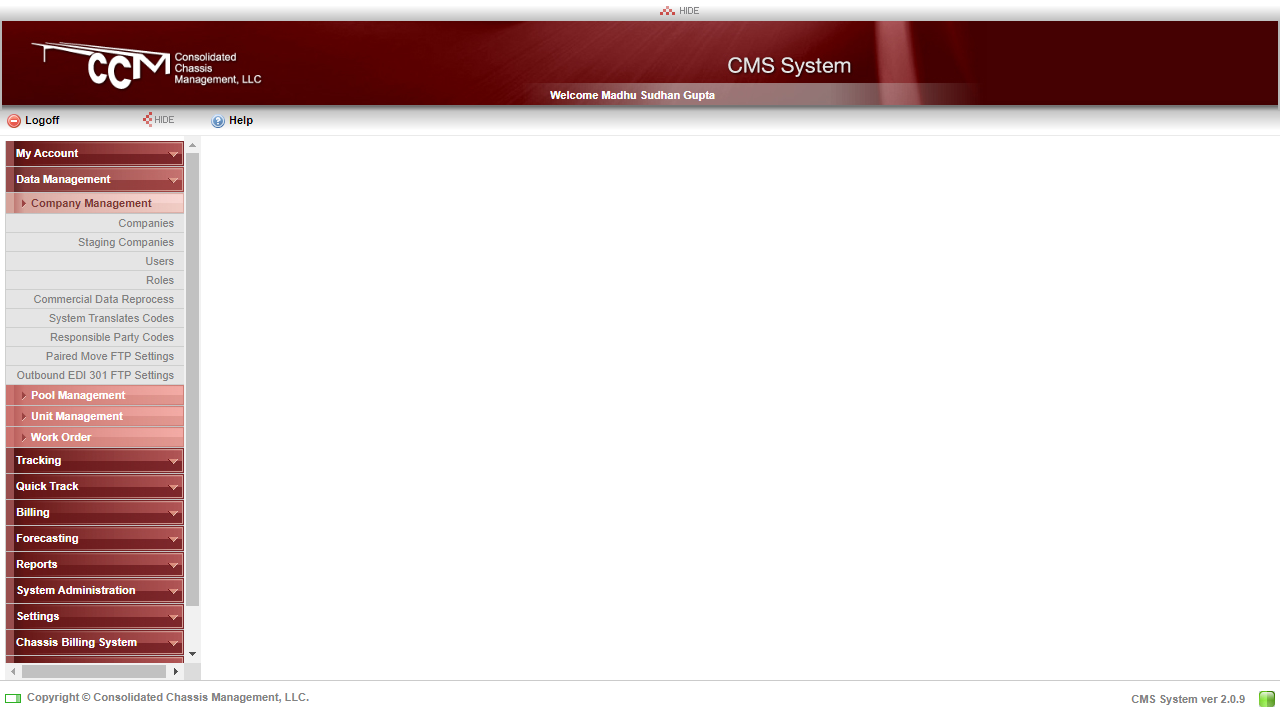 HIDE
CCM
Consolidated
Chassis
Management, LLC
CMS System
Welcome Madhu Sudhan Gupta
Logoff
HIDE
Help
My Account
Data Management
Company Management
Companies
Staging Companies
Users
Roles
Commercial Data Reprocess
System Translates Codes
Responsible Party Codes
Paired Move FTP Settings
Outbound EDI 301 FTP Settings
Pool Management
Unit Management
Work Order
Tracking
Quick Track
Billing
Forecasting
Reports
System Administration
Settings
Chassis Billing System
Copyright © Consolidated Chassis Management, LLC.
CMS System ver 2.0.9